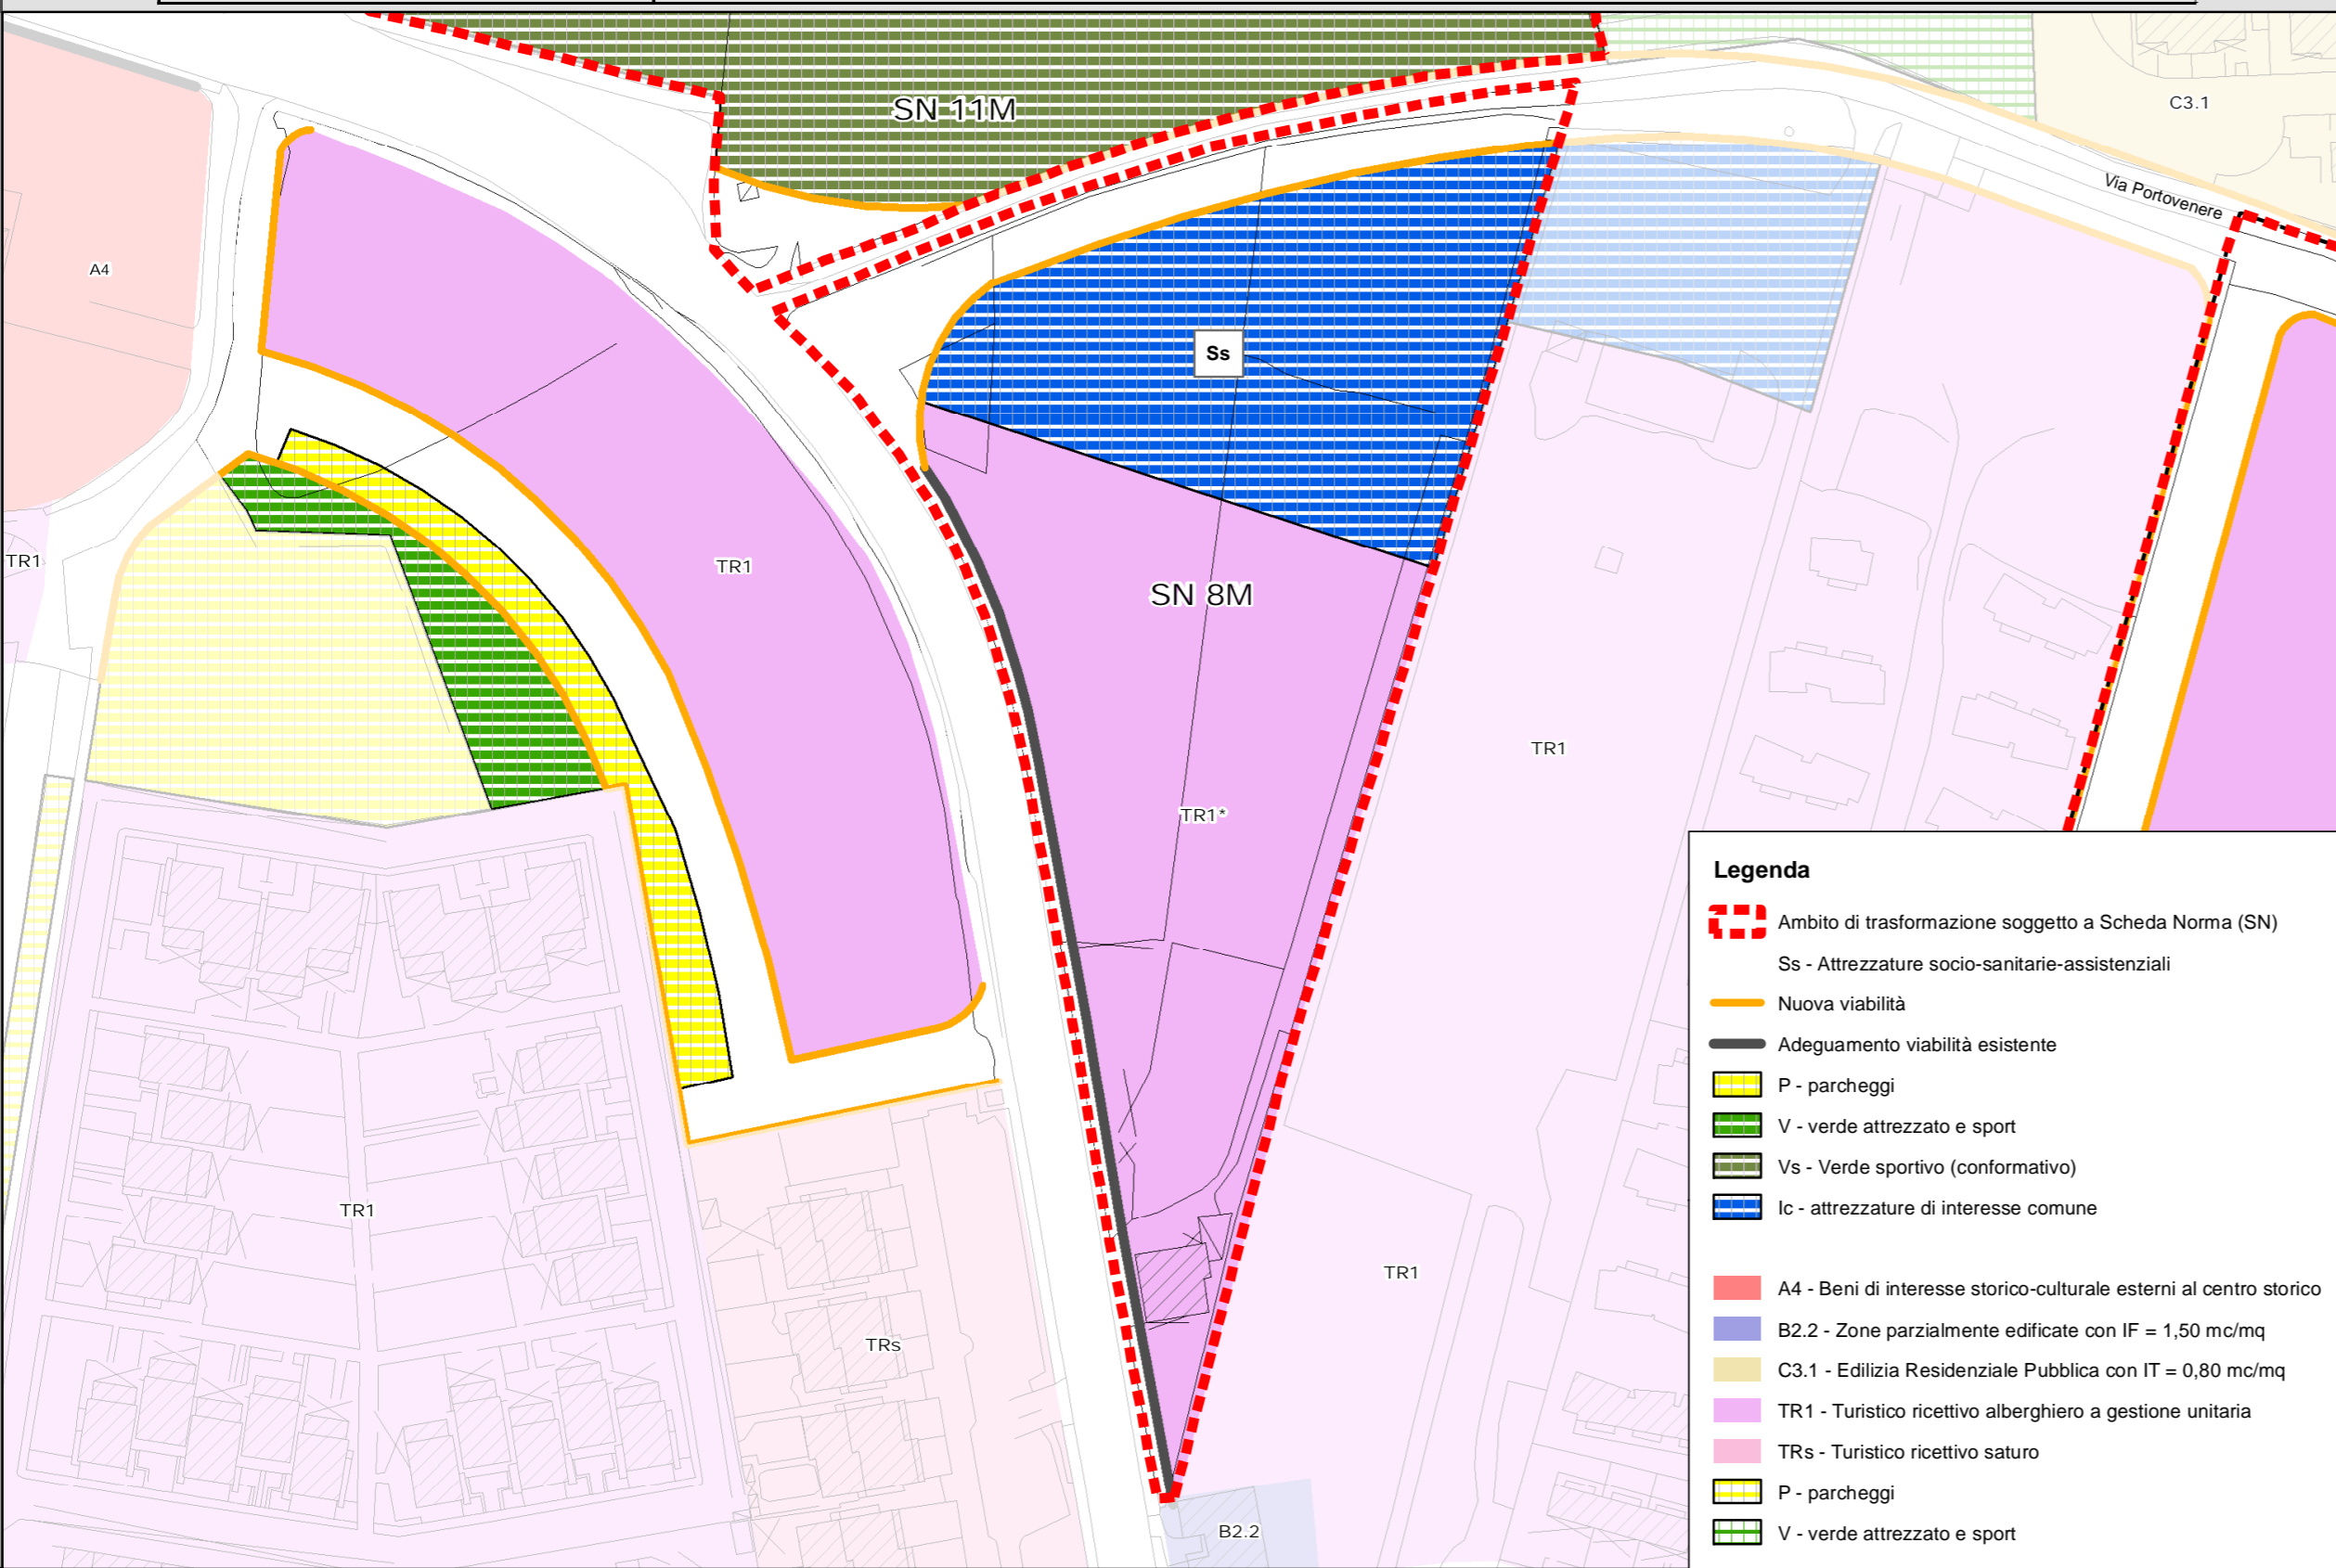 SN 11M
C3.1
Via Portovenere
A4
Ss
TR1
TR1
SN 8M
TR1
TR1*
TR1
TR1
TRs
B2.2
Legenda
Ambito di trasformazione soggetto a Scheda Norma (SN)
Ss - Attrezzature socio-sanitarie-assistenziali
Nuova viabilità
Adeguamento viabilità esistente
P - parcheggi
V - verde attrezzato e sport
Vs - Verde sportivo (conformativo)
Ic - attrezzature di interesse comune
A4 - Beni di interesse storico-culturale esterni al centro storico
B2.2 - Zone parzialmente edificate con IF = 1,50 mc/mq
C3.1 - Edilizia Residenziale Pubblica con IT = 0,80 mc/mq
TR1 - Turistico ricettivo alberghiero a gestione unitaria
TRs - Turistico ricettivo saturo
P - parcheggi
V - verde attrezzato e sport